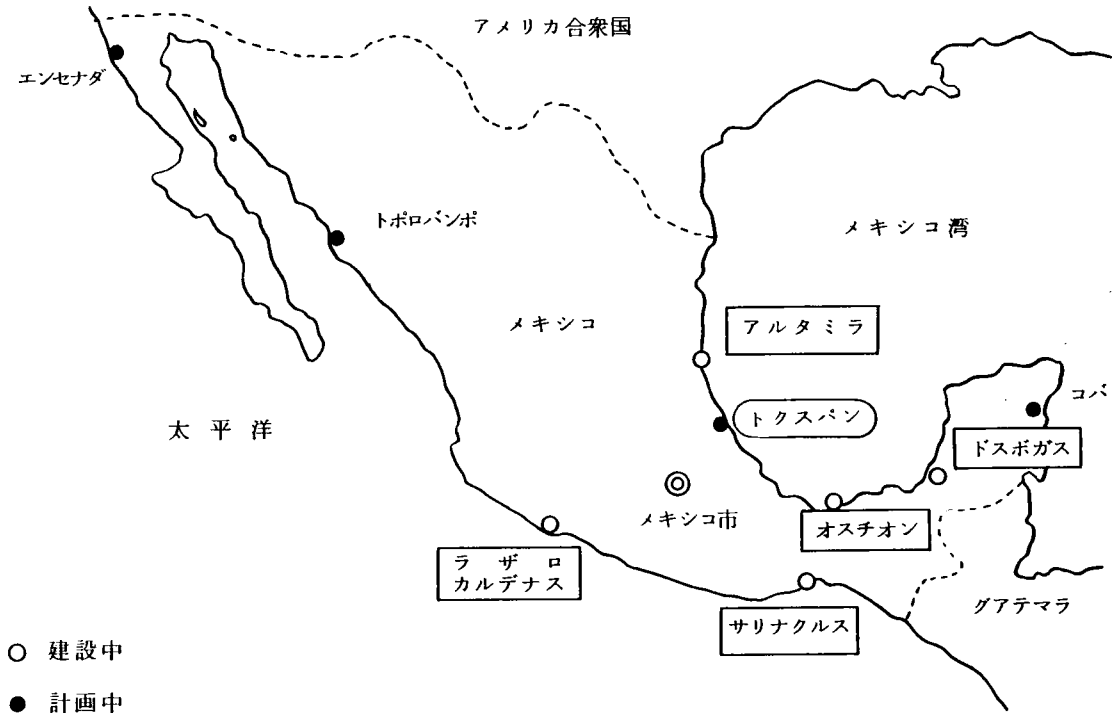 アメリカ合衆国
エンセナダ
トポロバンポ
メキシコ湾
メキシコ
アルタミラ
コバ
太平洋
トクスパン
ドスボガス
メキシコ市
オスチオン
ラザロ
カルデナス
グアテマラ
サリナクルス
○ 建設中
● 計画中